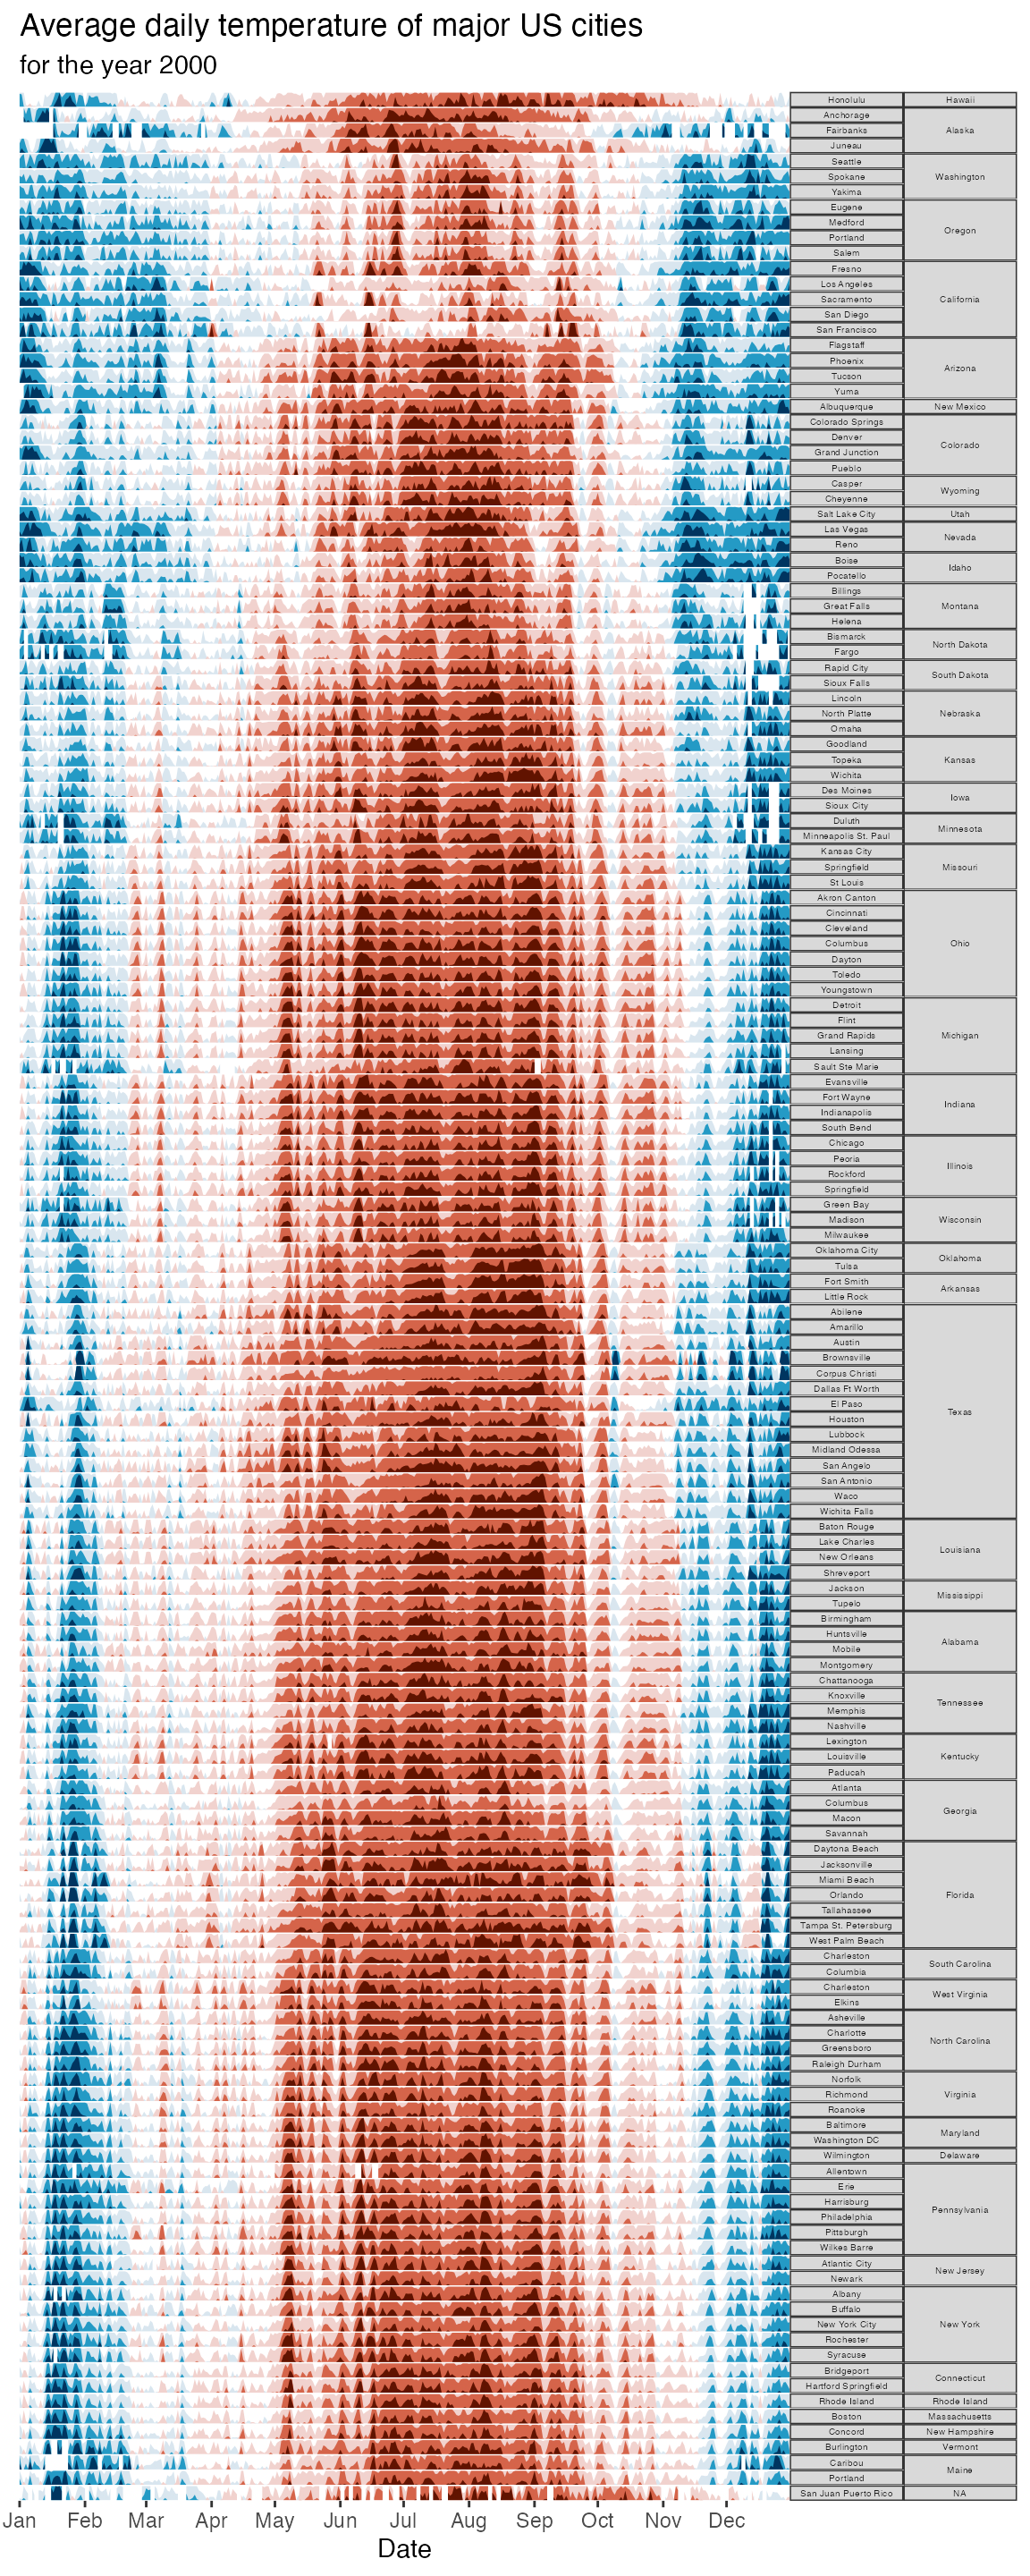 Average daily temperature of major US cities
for the year 2000
Honolulu Hawaii
Anchorage
Fairbanks Alaska
Juneau
Seattle
Spokane Washington
Yakima
Eugene
Medford Oregon
Portland
Salem
Fresno
Los Angeles
Sacramento California
San Diego
San Francisco
Flagstaff
Phoenix Arizona
Tucson
Yuma
Albuquerque New Mexico
Colorado Springs
Denver Colorado
Grand Junction
Pueblo
Casper Wyoming
Cheyenne
Salt Lake City Utah
Las Vegas Nevada
Reno
Boise Idaho
Pocatello
Billings
Great Falls Montana
Helena
Bismarck North Dakota
Fargo
Rapid City South Dakota
Sioux Falls
Lincoln
North Platte Nebraska
Omaha
Goodland
Topeka Kansas
Wichita
Des Moines Iowa
Sioux City
Duluth Minnesota
Minneapolis St. Paul
Kansas City
Springfield Missouri
St Louis
Akron Canton
Cincinnati
Cleveland
Columbus Ohio
Dayton
Toledo
Youngstown
Detroit
Flint
Grand Rapids Michigan
Lansing
Sault Ste Marie
Evansville
Fort Wayne Indiana
Indianapolis
South Bend
Chicago
Peoria Illinois
Rockford
Springfield
Green Bay
Madison Wisconsin
Milwaukee
Oklahoma City Oklahoma
Tulsa
Fort Smith Arkansas
Little Rock
Abilene
Amarillo
Austin
Brownsville
Corpus Christi
Dallas Ft Worth
El Paso Texas
Houston
Lubbock
Midland Odessa
San Angelo
San Antonio
Waco
Wichita Falls
Baton Rouge
Lake Charles Louisiana
New Orleans
Shreveport
Jackson Mississippi
Tupelo
Birmingham
Huntsville Alabama
Mobile
Montgomery
Chattanooga
Knoxville Tennessee
Memphis
Nashville
Lexington
Louisville Kentucky
Paducah
Atlanta
Columbus Georgia
Macon
Savannah
Daytona Beach
Jacksonville
Miami Beach
Orlando Florida
Tallahassee
Tampa St. Petersburg
West Palm Beach
Charleston South Carolina
Columbia
Charleston West Virginia
Elkins
Asheville
Charlotte North Carolina
Greensboro
Raleigh Durham
Norfolk
Richmond Virginia
Roanoke
Baltimore Maryland
Washington DC
Wilmington Delaware
Allentown
Erie
Harrisburg Pennsylvania
Philadelphia
Pittsburgh
Wilkes Barre
Atlantic City New Jersey
Newark
Albany
Buffalo
New York City New York
Rochester
Syracuse
Bridgeport Connecticut
Hartford Springfield
Rhode Island Rhode Island
Boston Massachusetts
Concord New Hampshire
Burlington Vermont
Caribou Maine
Portland
San Juan Puerto Rico NA
Jan Feb Mar Apr May Jun Jul Aug Sep Oct Nov Dec
Date